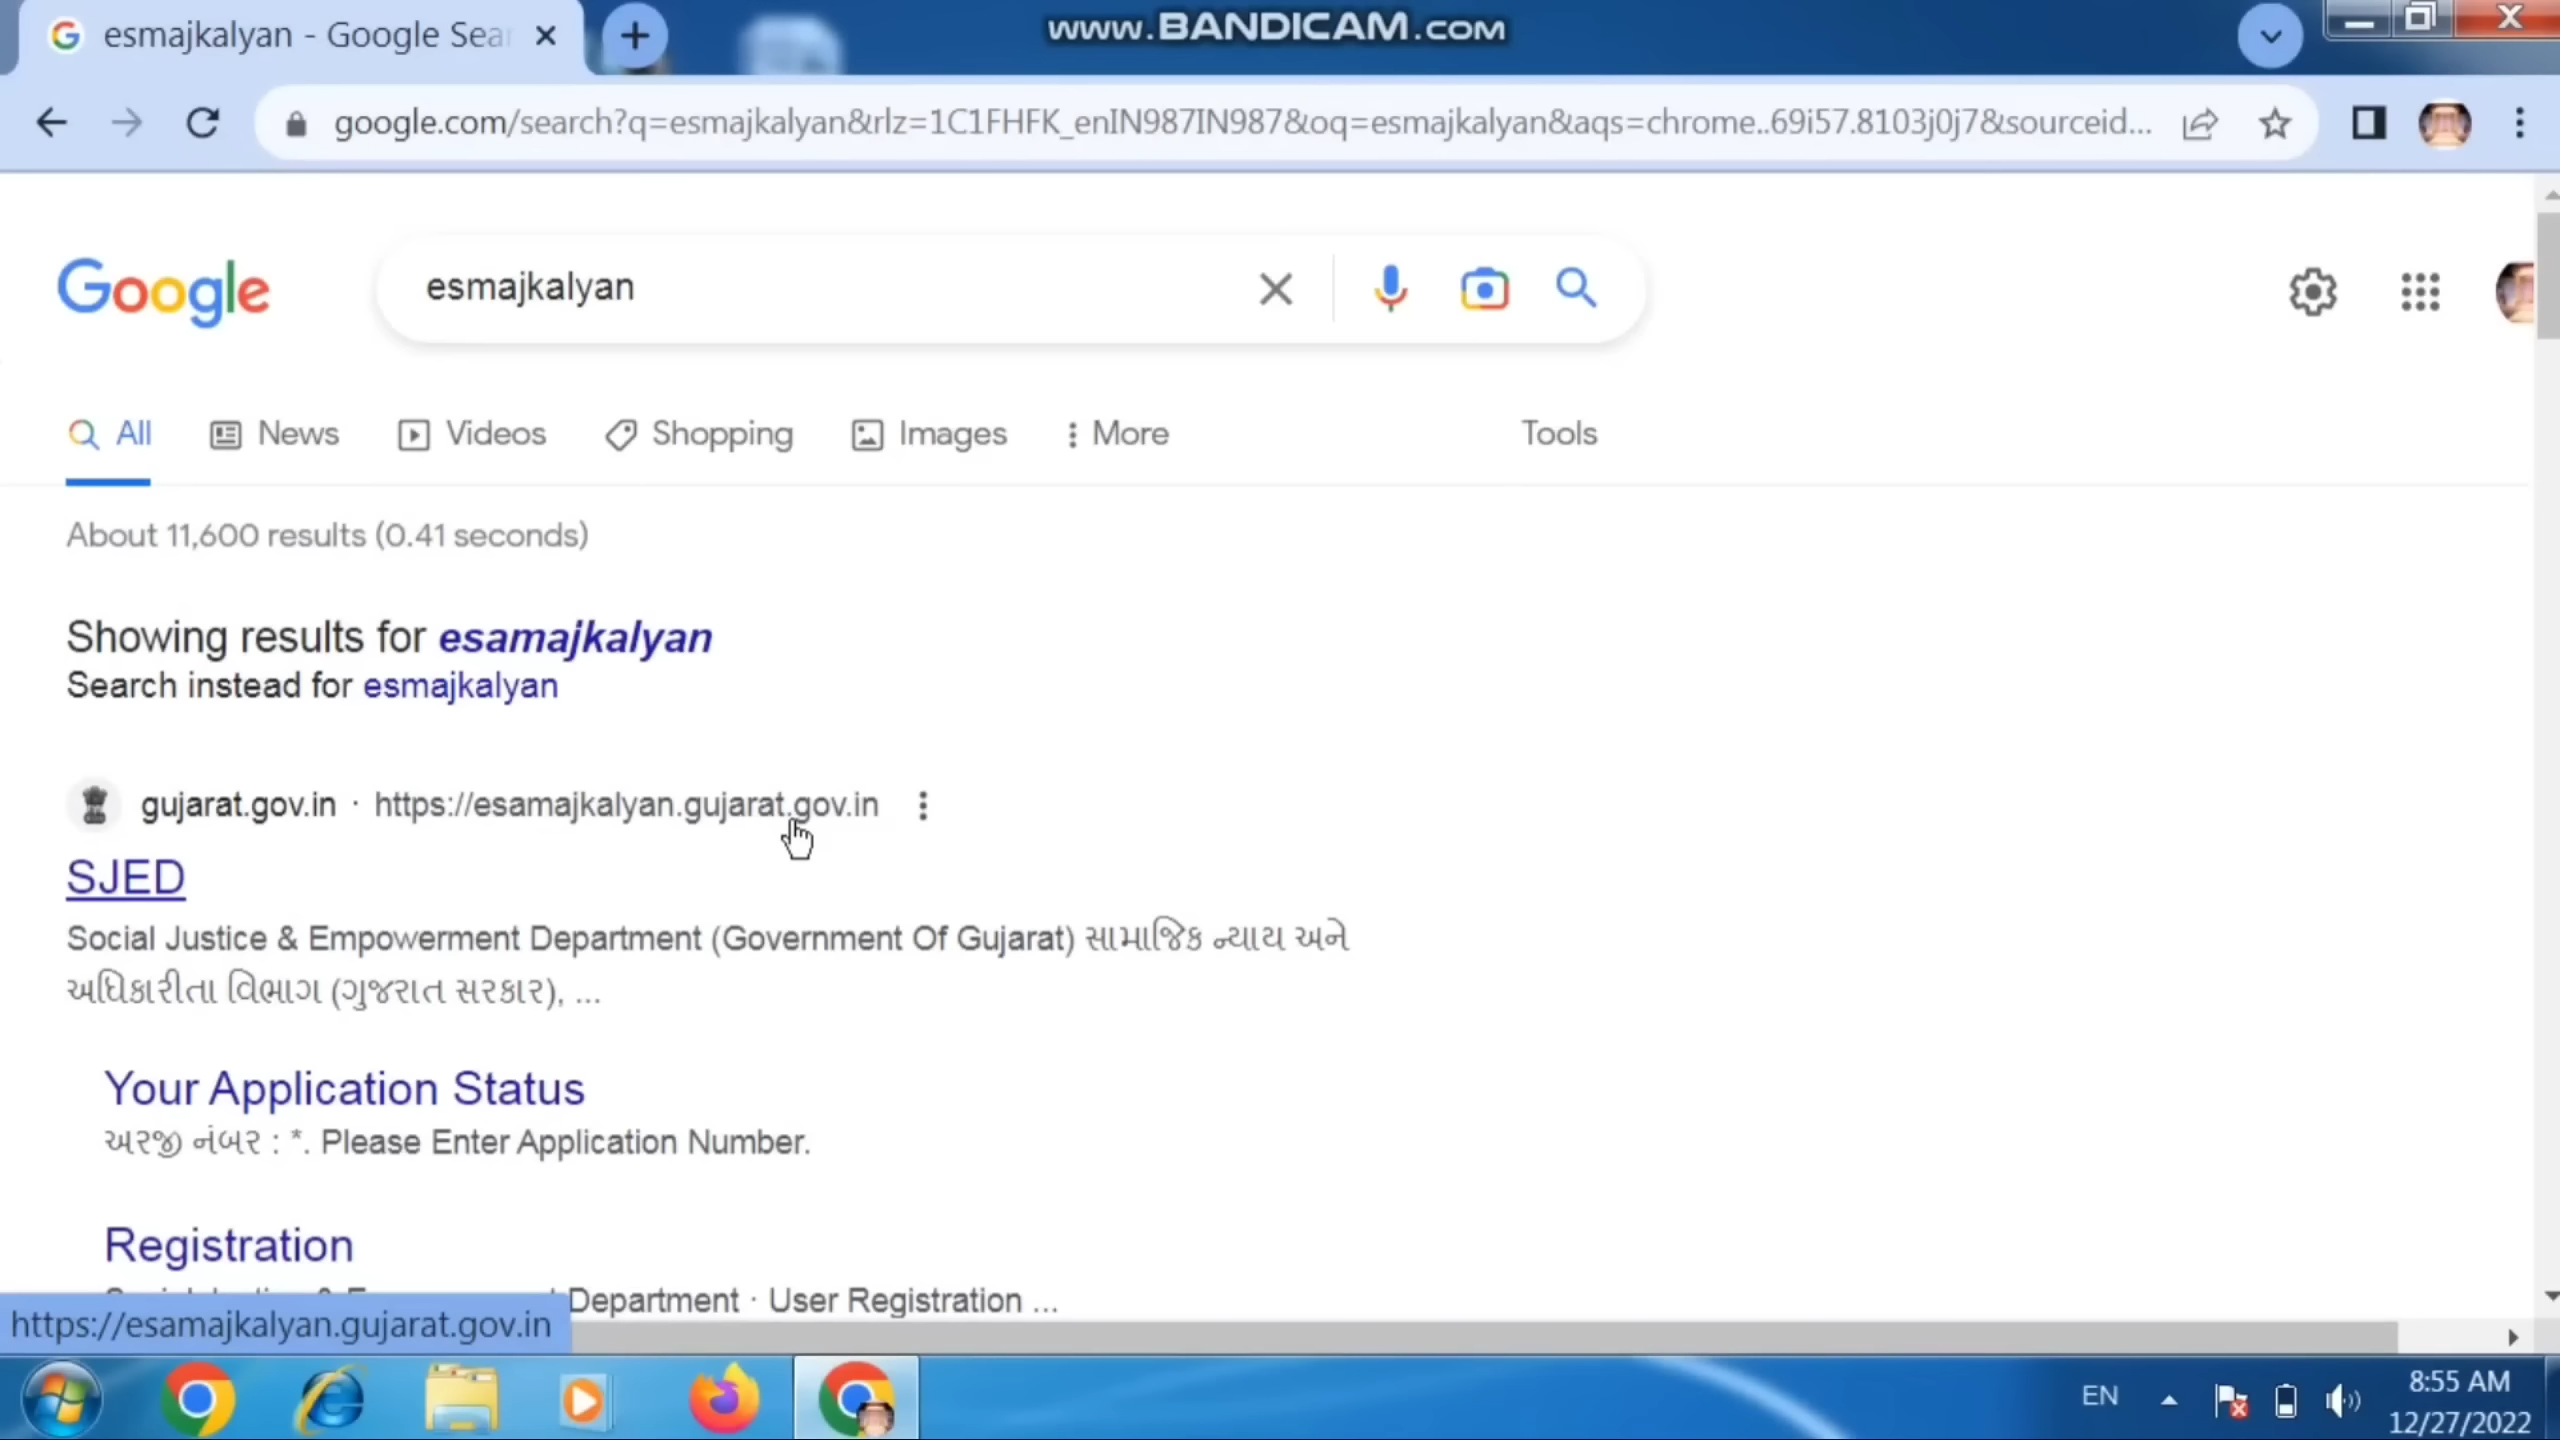 esmajkalyan - Google Sear
www.BANDICAM.com
google.com/search?q=esmajkalyan&rlz=1C1FHFK_enIN987IN987&oq=esmajkalyan&aqs=chrome..69i57.8103j0j7&sourceid...
Google
esmajkalyan
All News Videos Shopping Images More Tools
About 11,600 results (0.41 seconds)
Showing results for esamajkalyan
Search instead for esmajkalyan
gujarat.gov.in · https://esamajkalyan.gujarat.gov.in
SJED
Social Justice & Empowerment Department (Government Of Gujarat) સામાજિક ન્યાય અને
અધિકારીતા વિભાગ (ગુજરાત સરકાર), ...
Your Application Status
અરજી નંબર : *. Please Enter Application Number.
Registration
Department · User Registration ...
https://esamajkalyan.gujarat.gov.in
EN
8:55 AM
12/27/2022